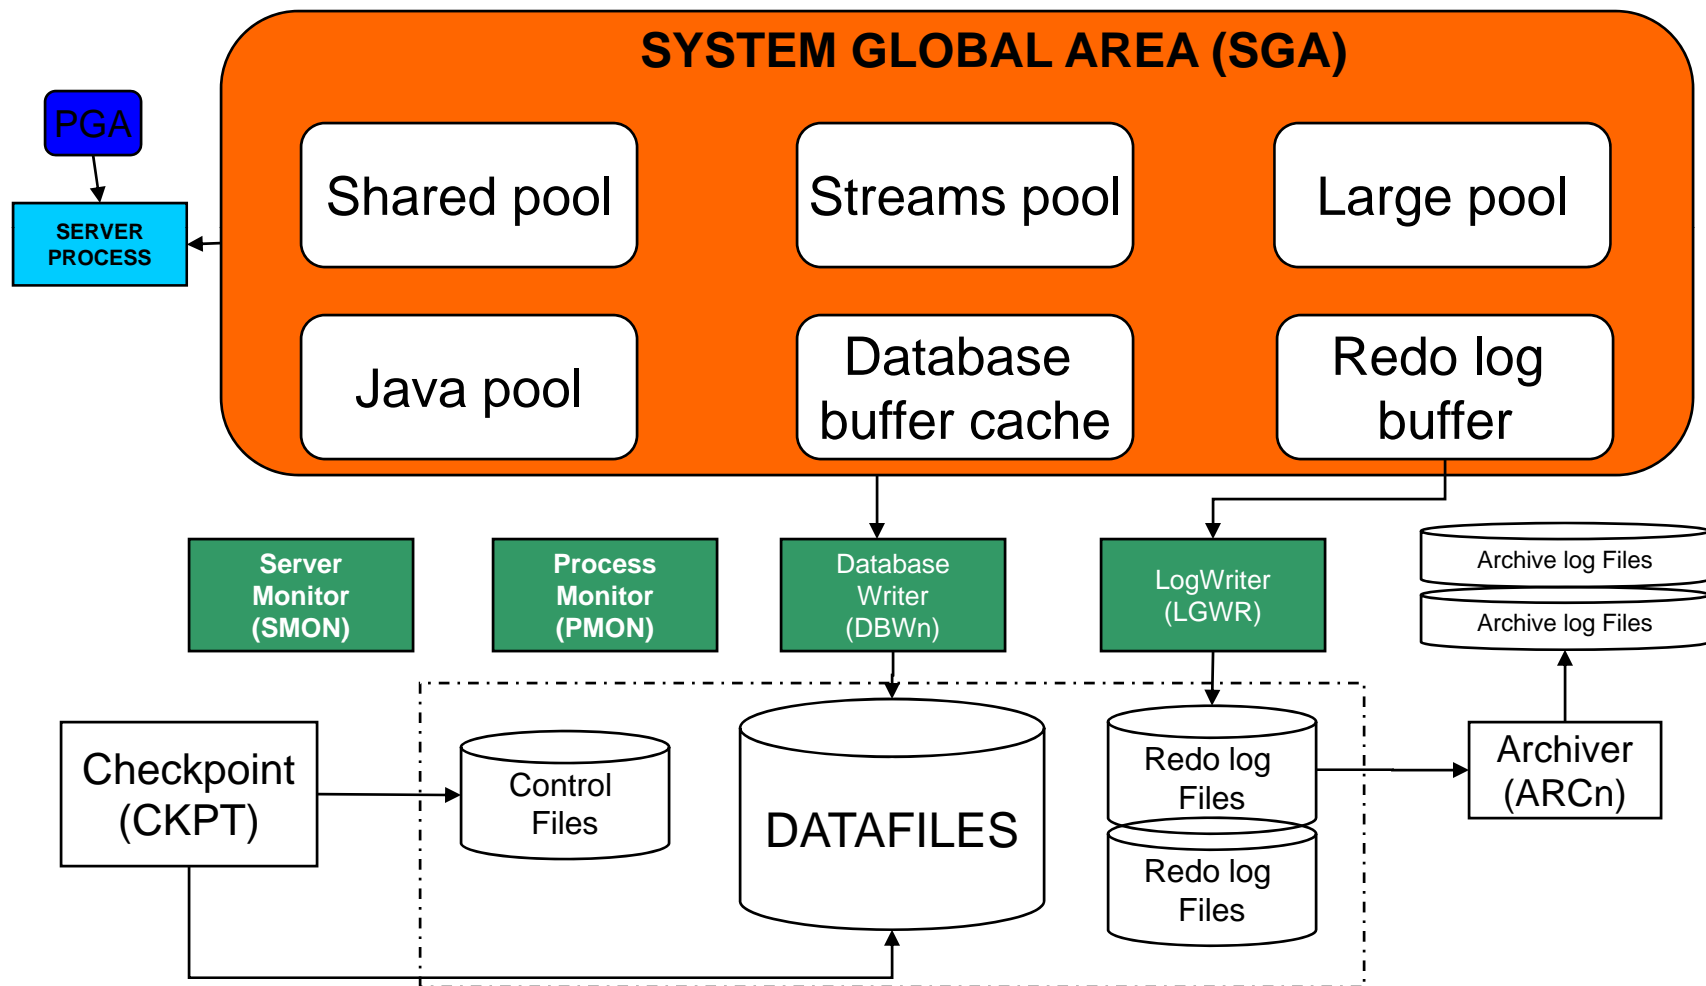 SYSTEM GLOBAL AREA (SGA)
PGA
SERVER
PROCESS
Shared pool
Streams pool
Large pool
Java pool
Database
buffer cache
Redo log
buffer
Server
Monitor
(SMON)
Process
Monitor
(PMON)
Database
Writer
(DBWn)
LogWriter
(LGWR)
Archive log Files
Archive log Files
Checkpoint
(CKPT)
Control
Files
DATAFILES
Redo log
Files
Redo log
Files
Archiver
(ARCn)